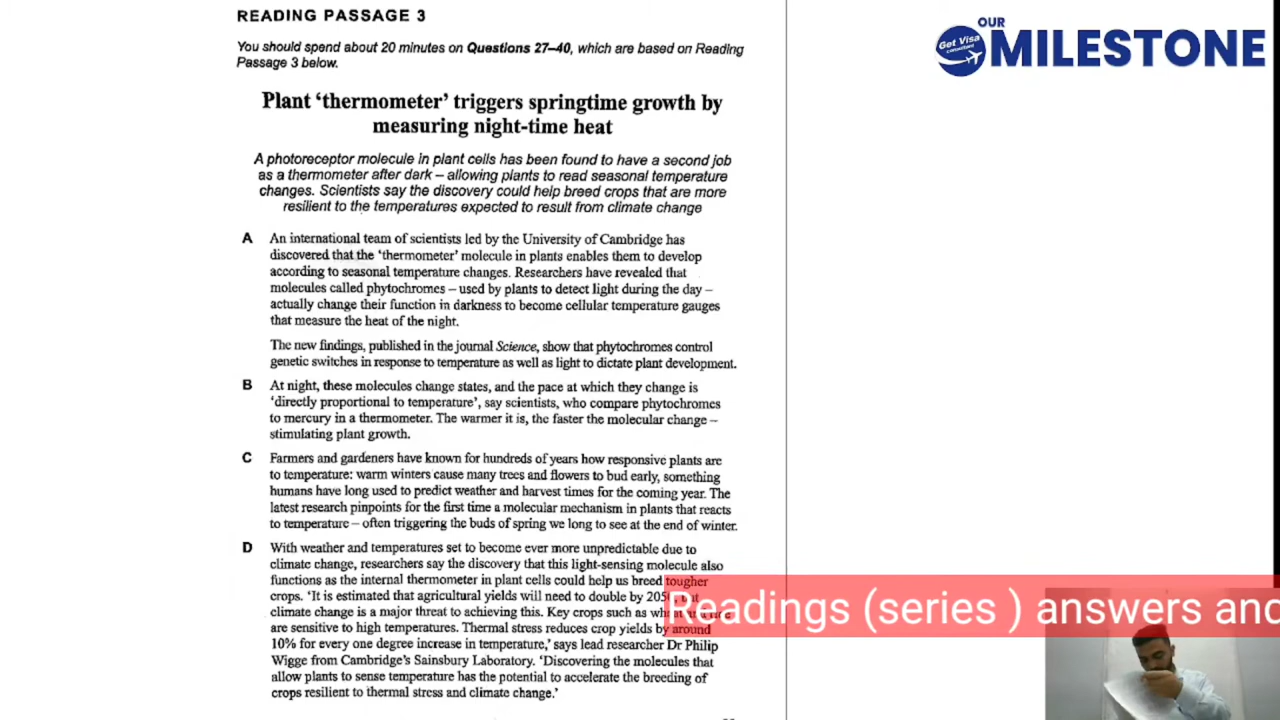 READING PASSAGE 3
You should spend about 20 minutes on Questions 27–40, which are based on Reading
Passage 3 below.
Plant ‘thermometer’ triggers springtime growth by
measuring night-time heat
A photoreceptor molecule in plant cells has been found to have a second job
as a thermometer after dark – allowing plants to read seasonal temperature
changes. Scientists say the discovery could help breed crops that are more
resilient to the temperatures expected to result from climate change
A An international team of scientists led by the University of Cambridge has
discovered that the ‘thermometer’ molecule in plants enables them to develop
according to seasonal temperature changes. Researchers have revealed that
molecules called phytochromes – used by plants to detect light during the day –
actually change their function in darkness to become cellular temperature gauges
that measure the heat of the night.
The new findings, published in the journal Science, show that phytochromes control
genetic switches in response to temperature as well as light to dictate plant development.
B At night, these molecules change states, and the pace at which they change is
‘directly proportional to temperature’, say scientists, who compare phytochromes
to mercury in a thermometer. The warmer it is, the faster the molecular change –
stimulating plant growth.
C Farmers and gardeners have known for hundreds of years how responsive plants are
to temperature: warm winters cause many trees and flowers to bud early, something
humans have long used to predict weather and harvest times for the coming year. The
latest research pinpoints for the first time a molecular mechanism in plants that reacts
to temperature – often triggering the buds of spring we long to see at the end of winter.
D With weather and temperatures set to become ever more unpredictable due to
climate change, researchers say the discovery that this light-sensing molecule also
functions as the internal thermometer in plant cells could help us breed tougher
crops. ‘It is estimated that agricultural yields will need to double by
climate change is a major threat to achieving this. Key crops such as
are sensitive to high temperatures. Thermal stress reduces crop yields by around
10% for every one degree increase in temperature,’ says lead researcher Dr Philip
Wigge from Cambridge’s Sainsbury Laboratory. ‘Discovering the molecules that
allow plants to sense temperature has the potential to accelerate the breeding of
crops resilient to thermal stress and climate change.’
OUR
MILESTONE
Get Visa
consultant
Readings (series ) answers and